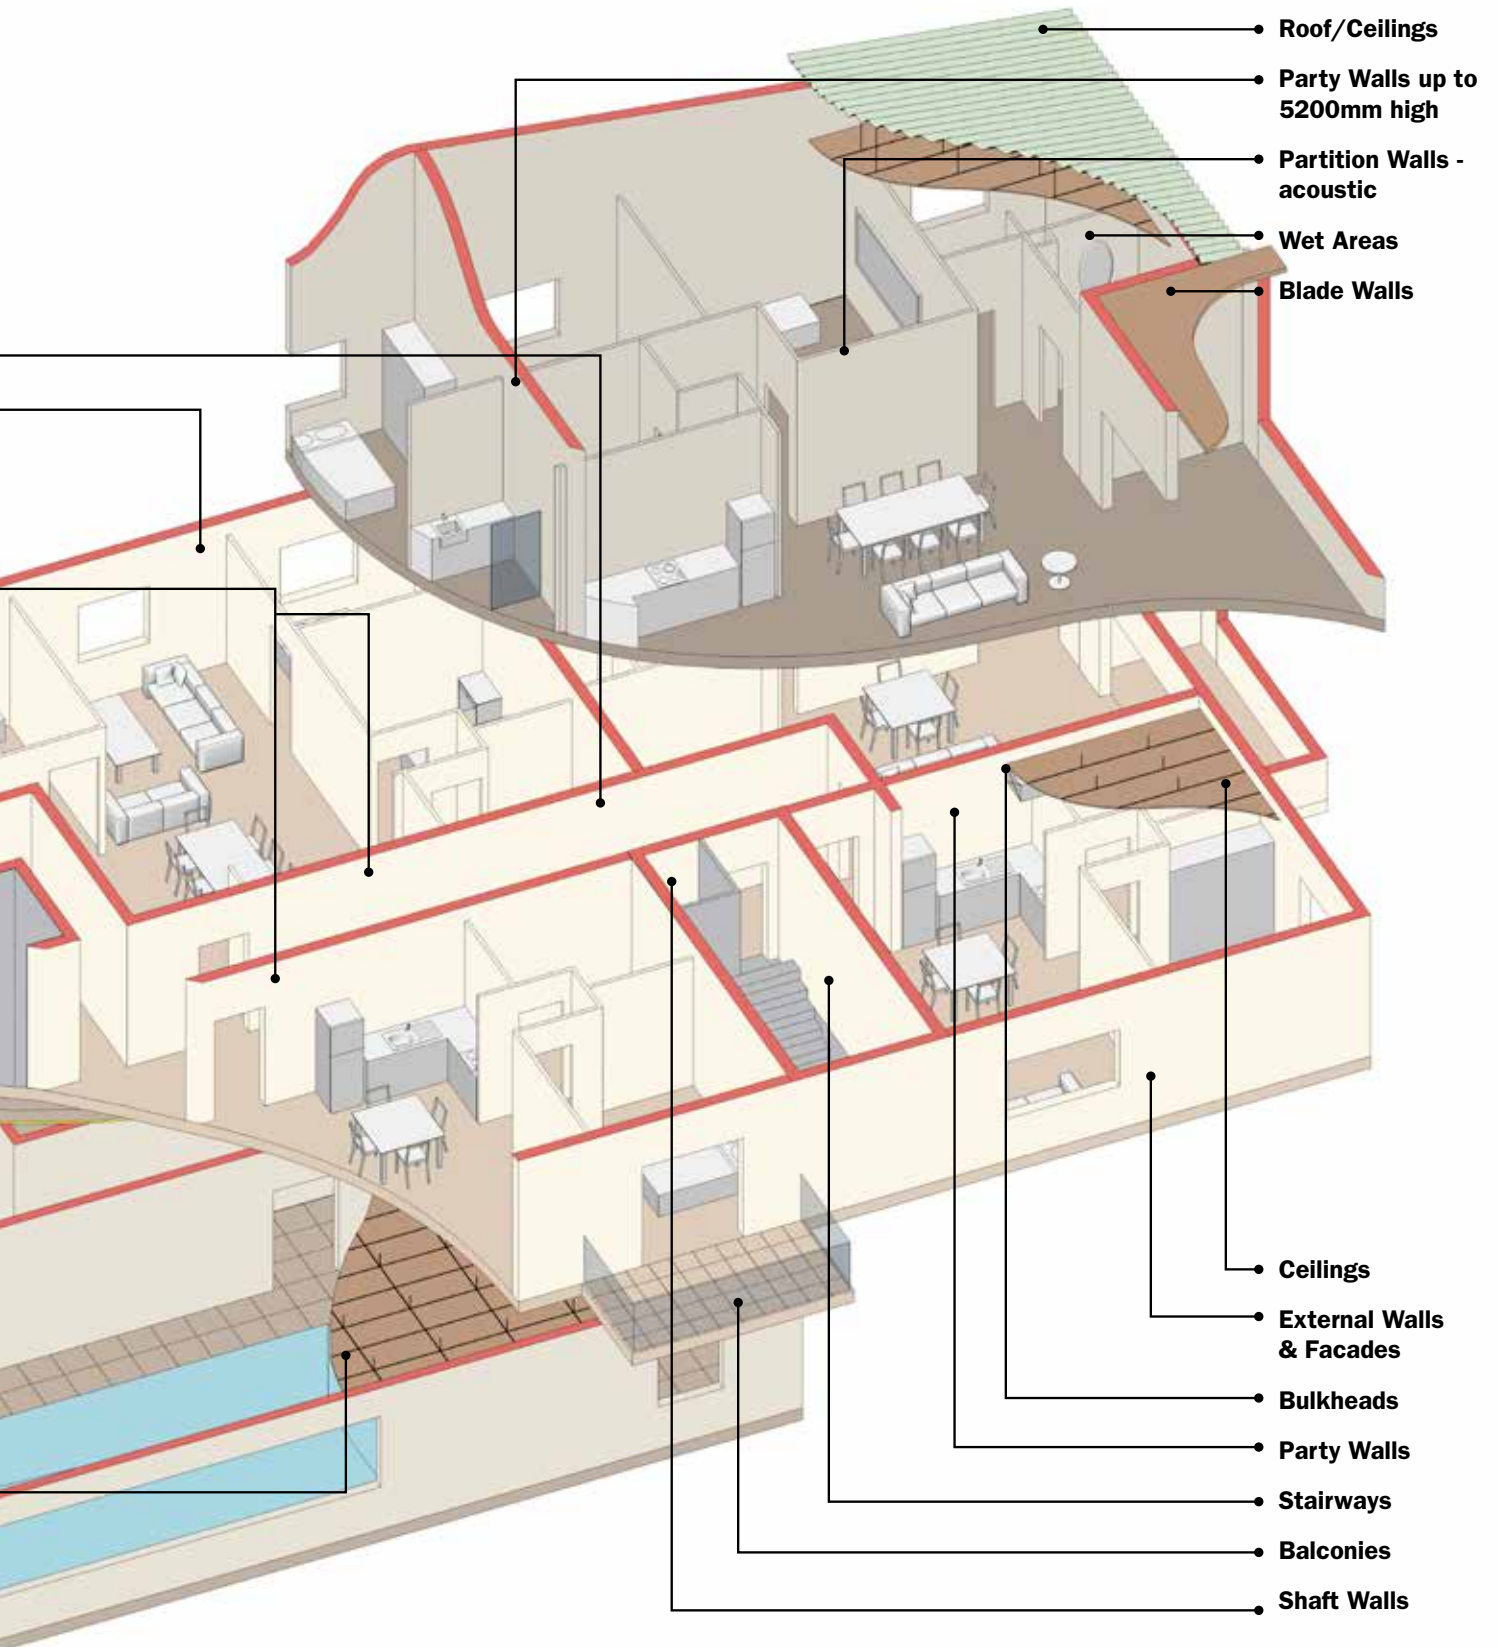 Roof/Ceilings
Party Walls up to
5200mm high
Partition Walls -
acoustic
Wet Areas
Blade Walls
Ceilings
External Walls
& Facades
Bulkheads
Party Walls
Stairways
Balconies
Shaft Walls